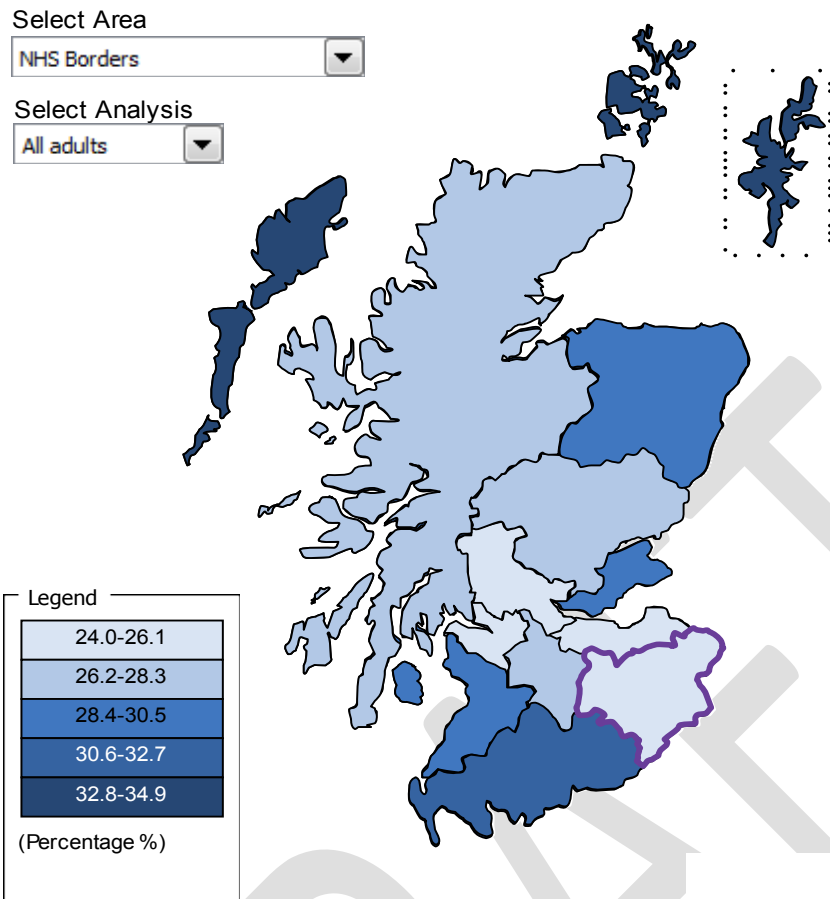 Select Area
NHS Borders
Select Analysis
All adults
Legend
24.0-26.1
26.2-28.3
28.4-30.5
30.6-32.7
32.8-34.9
(Percentage %)